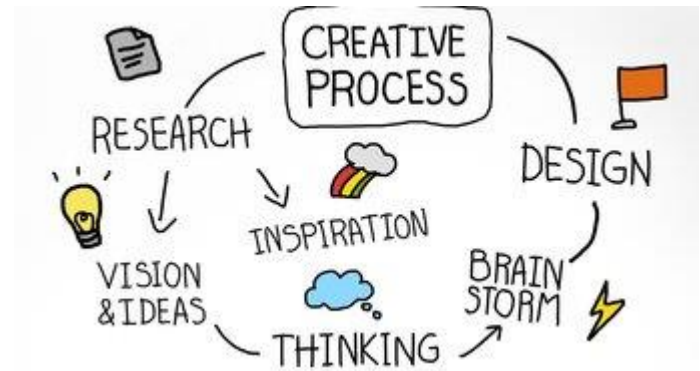 CREATIVE
PROCESS
RESEARCH
DESIGN
INSPIRATION
VISION
& IDEAS
BRAIN
STORM
THINKING